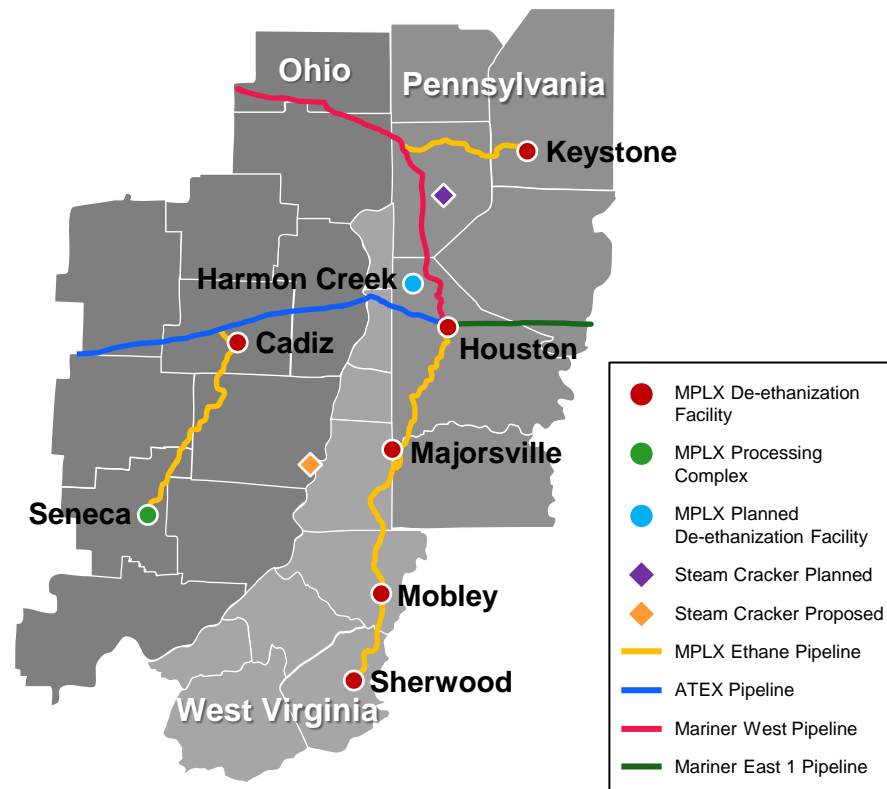 Ohio
Pennsylvania
Keystone
Harmon Creek
Cadiz
Houston
Majorsville
Seneca
Mobley
Sherwood
West Virginia
MPLX De-ethanization
Facility
MPLX Processing
Complex
MPLX Planned
De-ethanization Facility
Steam Cracker Planned
Steam Cracker Proposed
MPLX Ethane Pipeline
ATEX Pipeline
Mariner West Pipeline
Mariner East 1 Pipeline